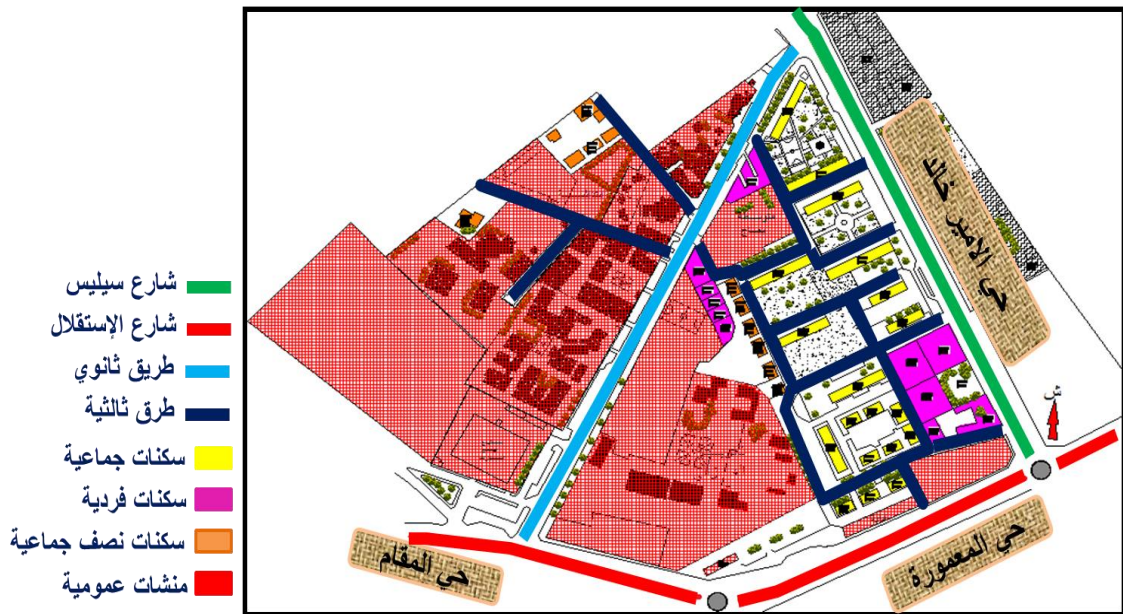 شارع سيليس
شارع الإستقلال
طريق ثانوي
طرق ثالثية
سكنات جماعية
سكنات فردية
سكنات نصف جماعية
منشات عمومية
حي الامير خالد
ش
حي المعمورة
حي المقام